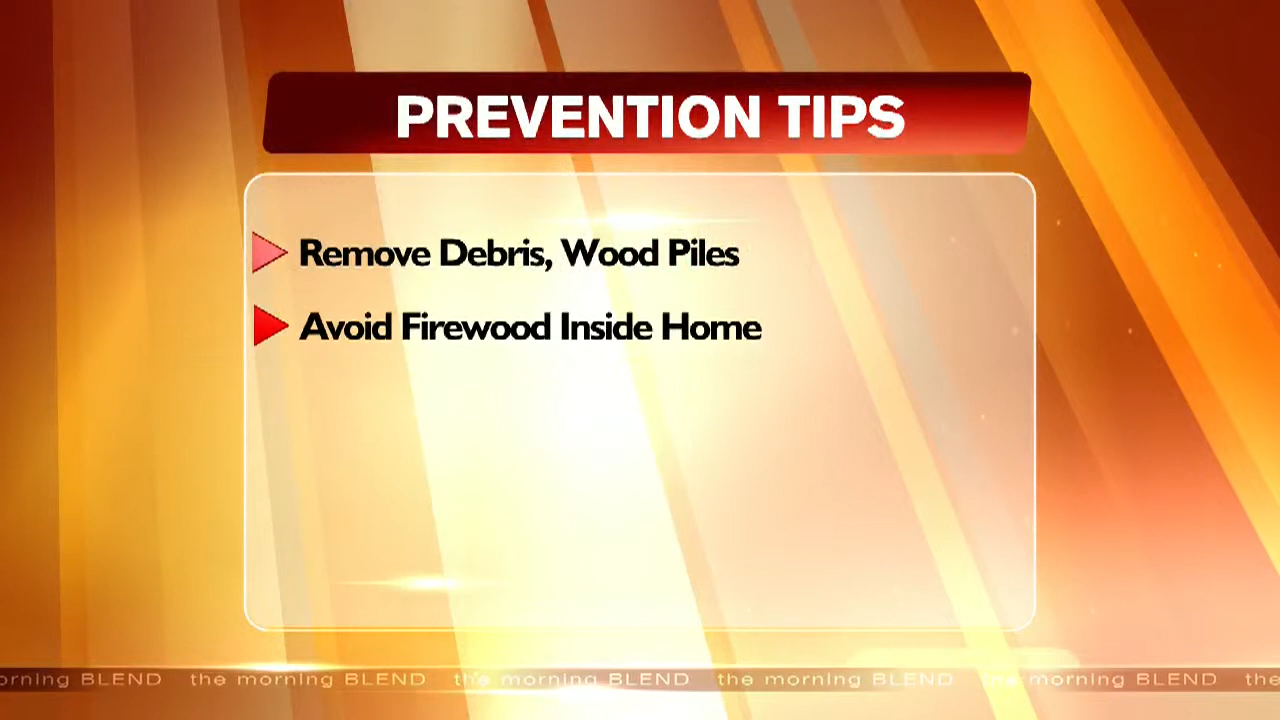 PREVENTION TIPS
Remove Debris, Wood Piles
Avoid Firewood Inside Home
orning BLEND the morning BLEND the morning BLEND the morning BLEND the morning BLEND the